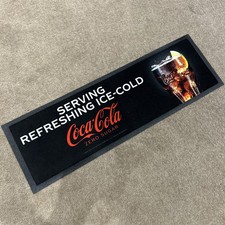 SERVING
REFRESHING ICE-COLD
Coca-Cola
ZERO SUGAR